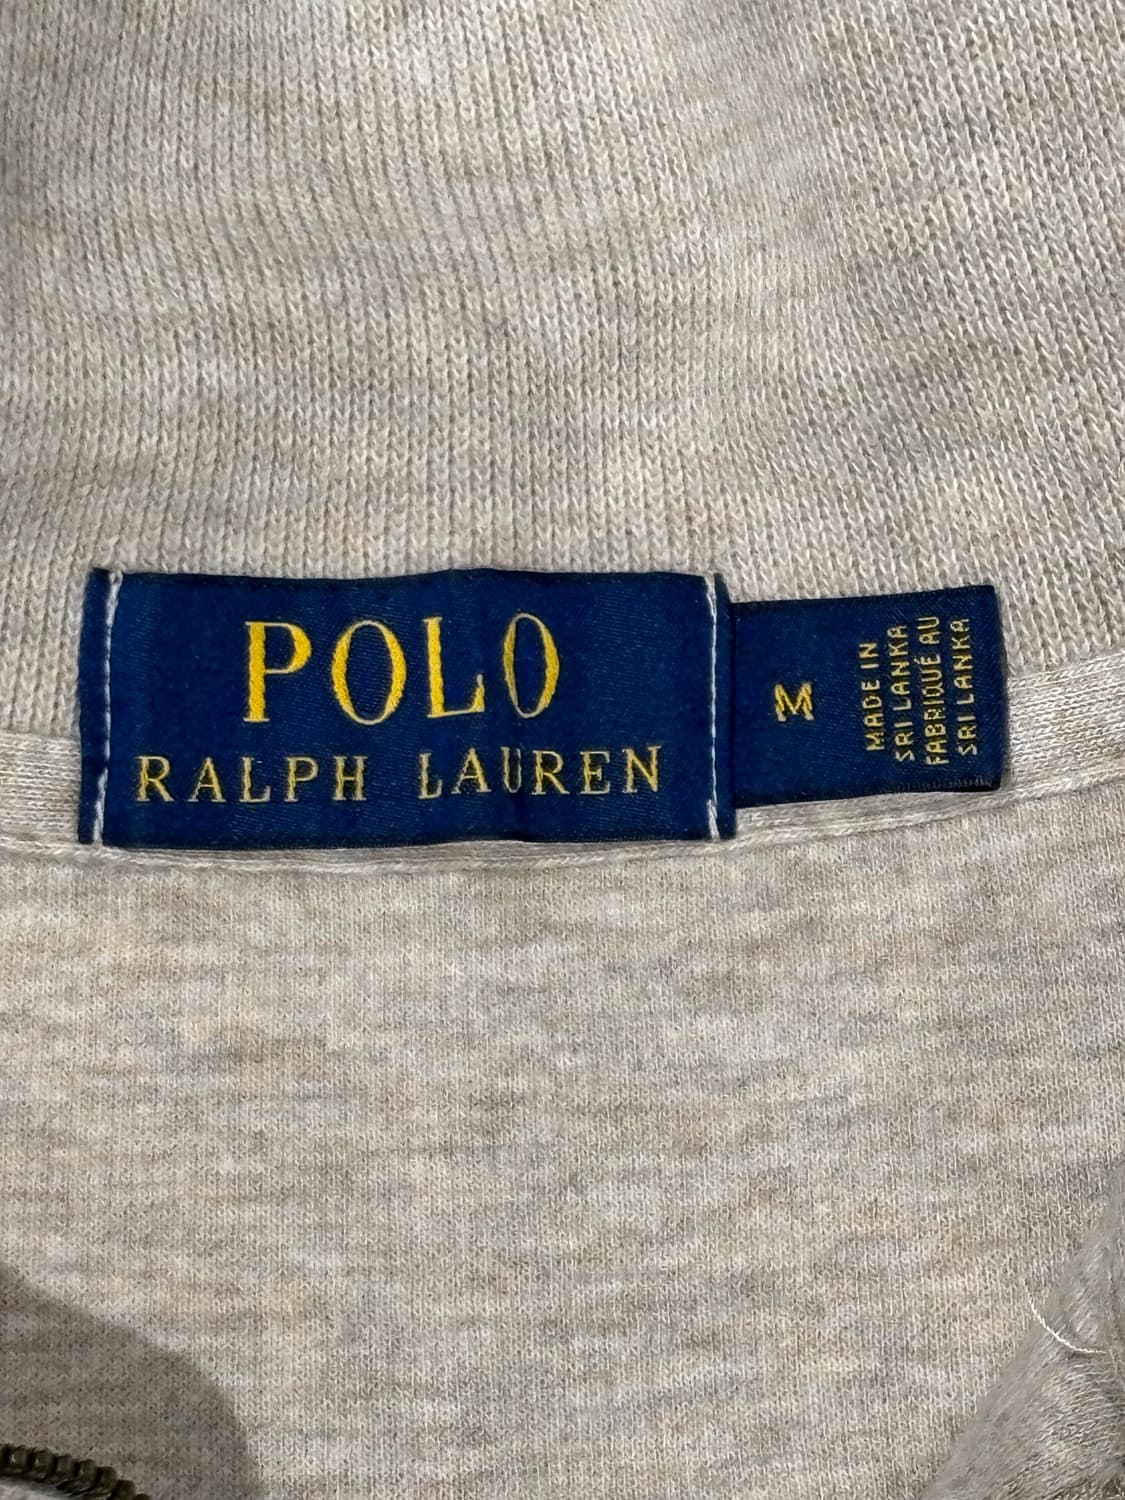 POLO
RALPH LAUREN
M
MADE IN
SRI LANKA
FABRIQUÉ AU
SRI LANKA